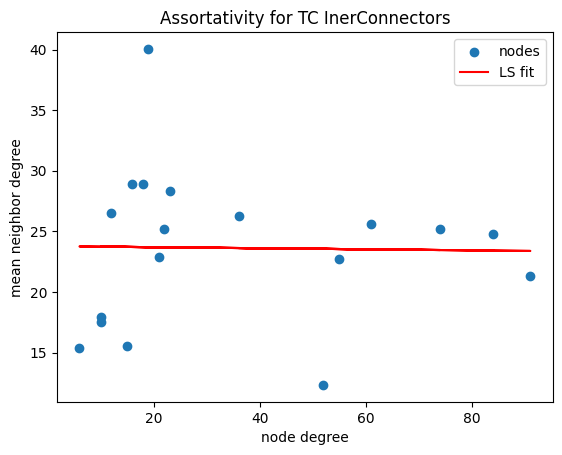 Assortativity for TC InerConnectors
nodes
LS fit
mean neighbor degree
40
35
30
25
20
15
20
40
60
80
node degree